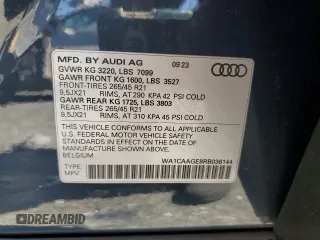 MFD. BY AUDI AG 09 23
GVWR KG 3220, LBS 7099
GAWR FRONT KG 1600, LBS 3527
FRONT-TIRES 265/45 R21
9,5JX21 RIMS, AT 290 KPA 42 PSI COLD
GAWR REAR KG 1725, LBS 3803
REAR-TIRES 265/45 R21
9,5JX21 RIMS, AT 310 KPA 45 PSI COLD
THIS VEHICLE CONFORMS TO ALL APPLICABLE
U.S. FEDERAL MOTOR VEHICLE SAFETY
STANDARDS IN EFFECT ON THE DATE OF
MANUFACTURE SHOWN ABOVE.
BELGIUM
TYPE: WA1CAAGE8RB036144
MPV
DREAMBID